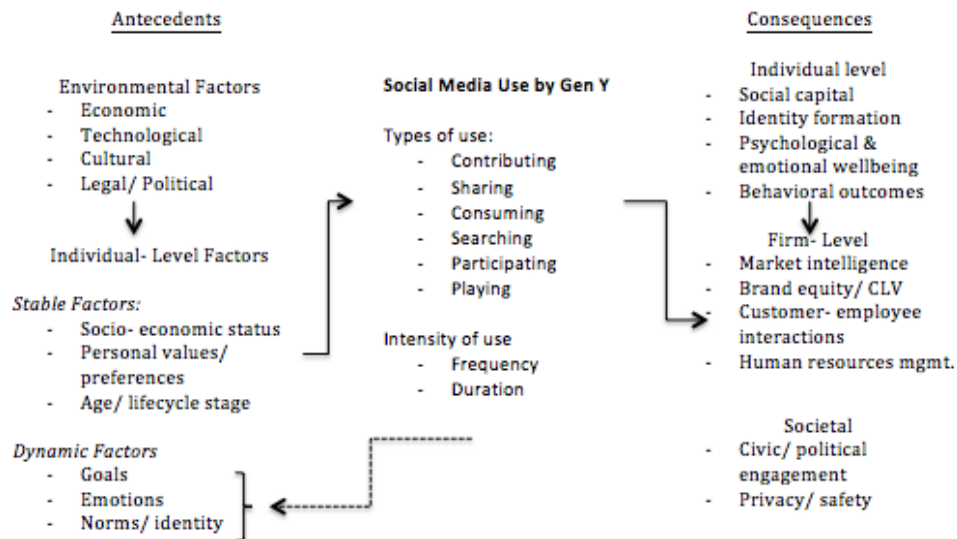 Antecedents
Environmental Factors
- Economic
- Technological
- Cultural
- Legal/ Political
Individual- Level Factors
Stable Factors:
- Socio- economic status
- Personal values/
preferences
- Age/ lifecycle stage
Dynamic Factors
- Goals
- Emotions
- Norms/ identity
Social Media Use by Gen Y
Types of use:
- Contributing
- Sharing
- Consuming
- Searching
- Participating
- Playing
Intensity of use
- Frequency
- Duration
Consequences
Individual level
- Social capital
- Identity formation
- Psychological &
emotional wellbeing
- Behavioral outcomes
Firm- Level
- Market intelligence
- Brand equity/ CLV
- Customer- employee
interactions
- Human resources mgmt.
Societal
- Civic/ political
engagement
- Privacy/ safety